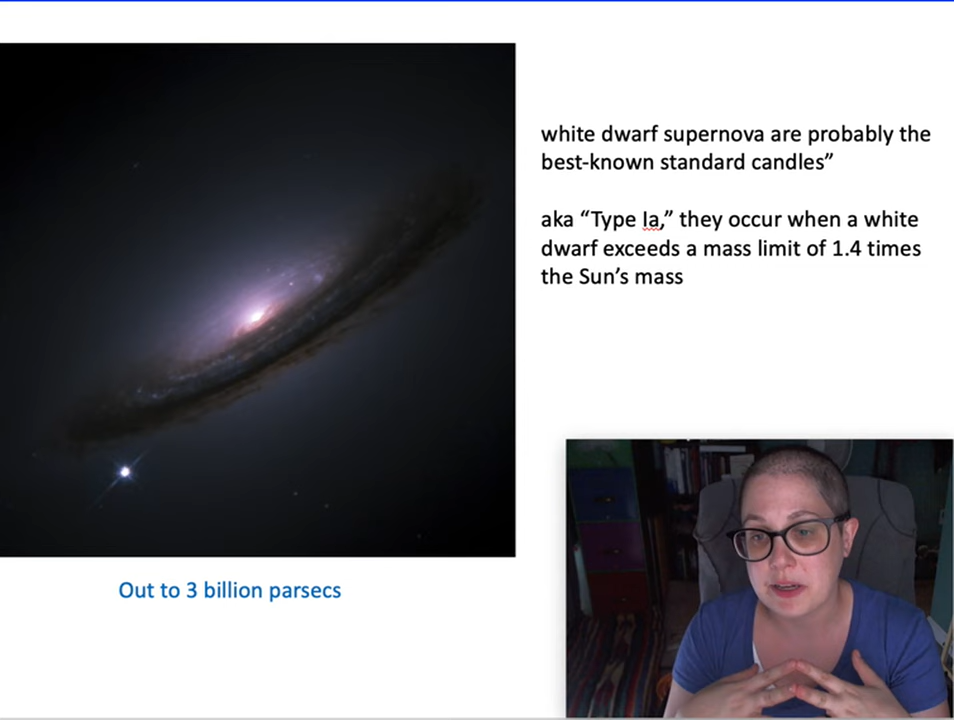 white dwarf supernova are probably the
best-known standard candles”
aka “Type Ia,” they occur when a white
dwarf exceeds a mass limit of 1.4 times
the Sun’s mass
Out to 3 billion parsecs